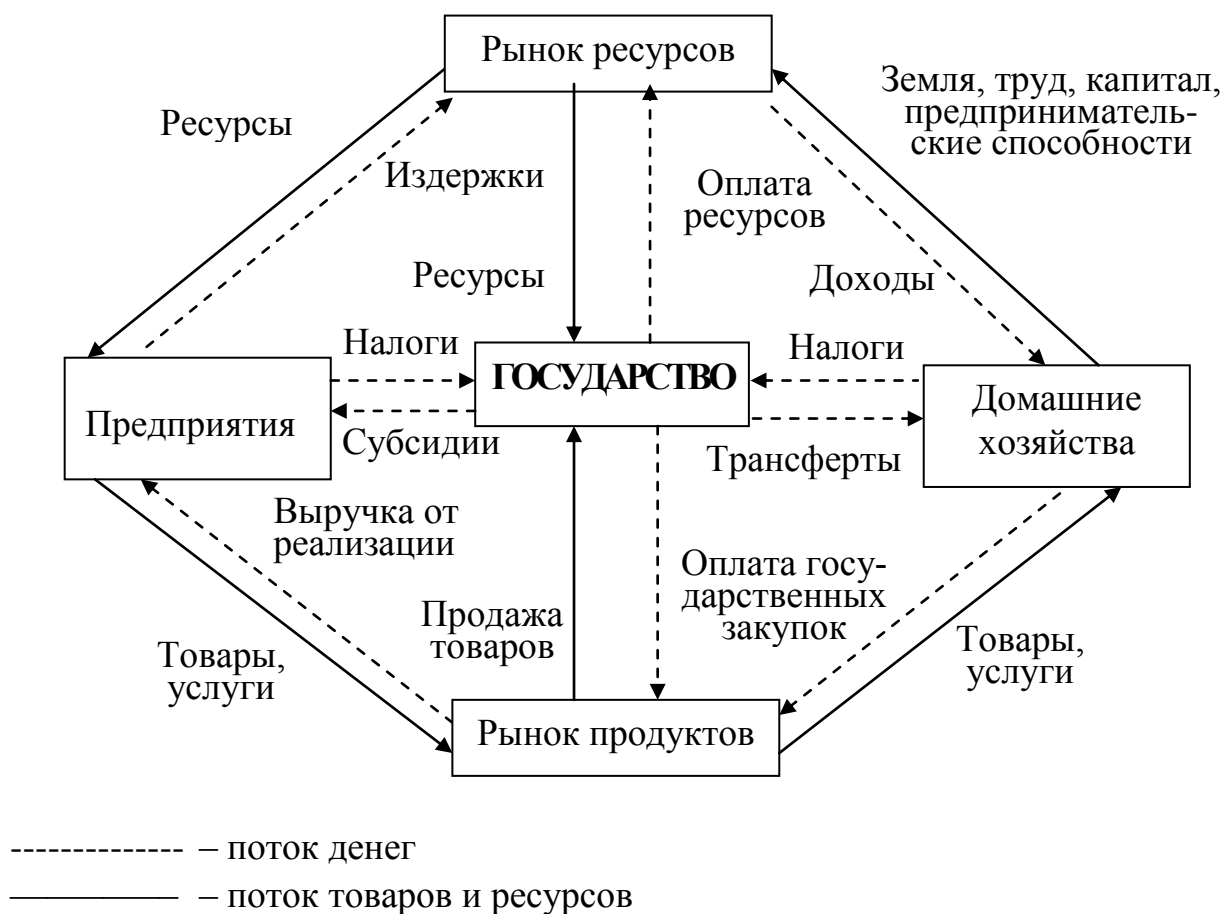 Рынок ресурсов
Земля, труд, капитал,
предприниматель-
ские способности
Ресурсы
Издержки
Оплата
ресурсов
Ресурсы
Доходы
Налоги
ГОСУДАРСТВО
Налоги
Предприятия
Домашние
хозяйства
Субсидии
Трансферты
Выручка от
реализации
Оплата госу-
дарственных
закупок
Продажа
товаров
Товары,
услуги
Товары,
услуги
Рынок продуктов
– поток денег
– поток товаров и ресурсов